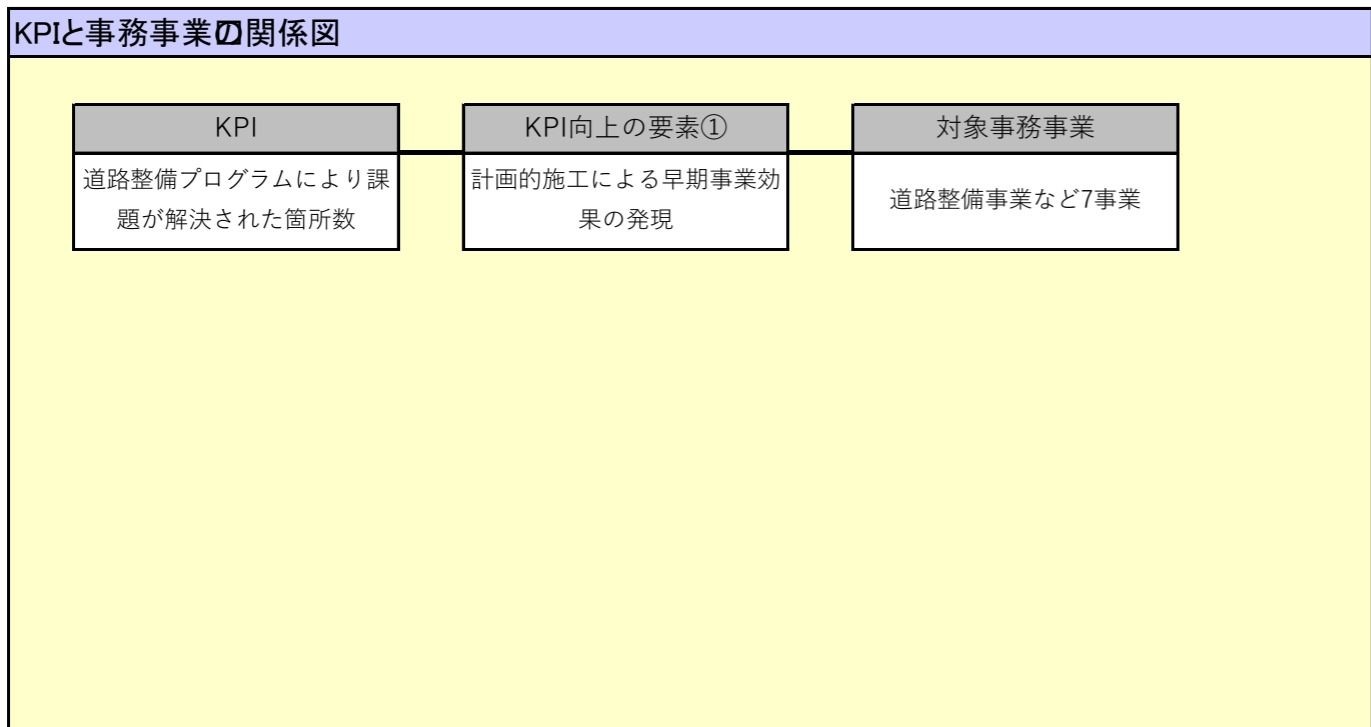 KPIと事務事業の関係図
KPI
道路整備プログラムにより課
題が解決された箇所数
KPI向上の要素①
計画的施工による早期事業効
果の発現
対象事務事業
道路整備事業など7事業